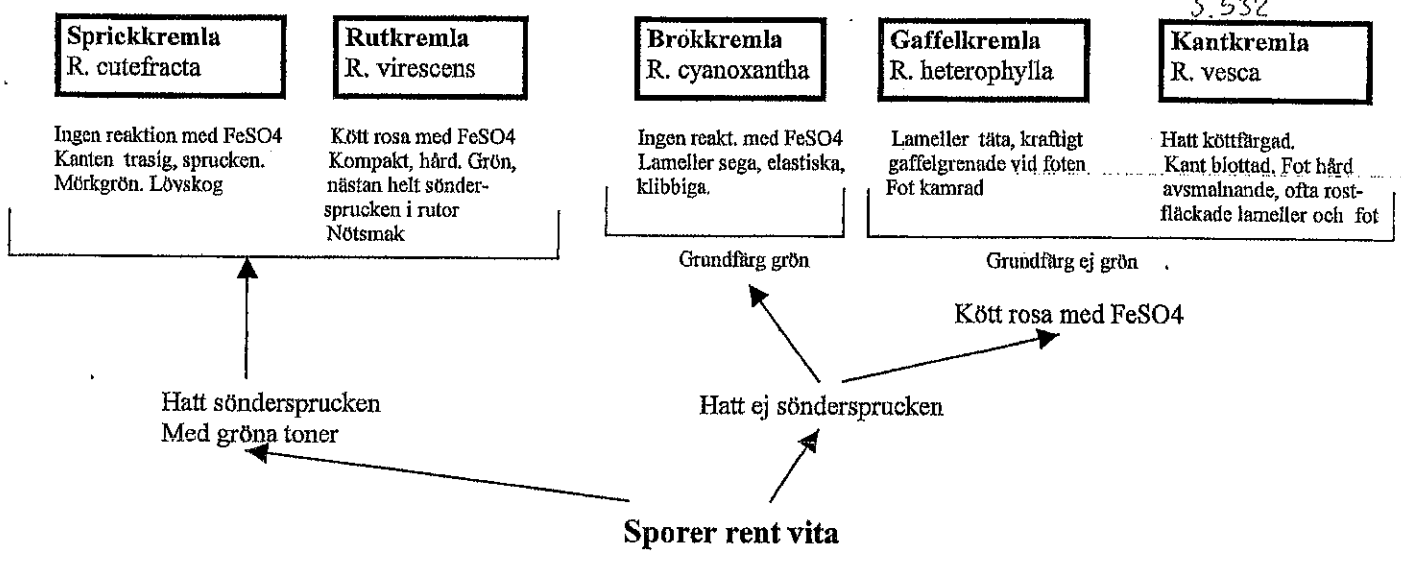 S. 532
Sprickkremla
R. cutefracta
Rutkremla
R. virescens
Brokkremla
R. cyanoxantha
Gaffelkremla
R. heterophylla
Kantkremla
R. vesca
Ingen reaktion med FeSO4
Kanten trasig, sprucken.
Mörkgrön. Lövskog
Kött rosa med FeSO4
Kompakt, hård. Grön,
nästan helt sönder-
sprucken i rutor
Nötsmak
Ingen reakt. med FeSO4
Lameller sega, elastiska,
klibbiga.
Lameller täta, kraftigt
gaffelgrenade vid foten
Fot kamrad
Hatt köttfärgad.
Kant blottad. Fot hård
avsmalnande, ofta rost-
fläckade lameller och fot
Grundfärg grön
Grundfärg ej grön
Kött rosa med FeSO4
Hatt söndersprucken
Med gröna toner
Hatt ej söndersprucken
Sporer rent vita